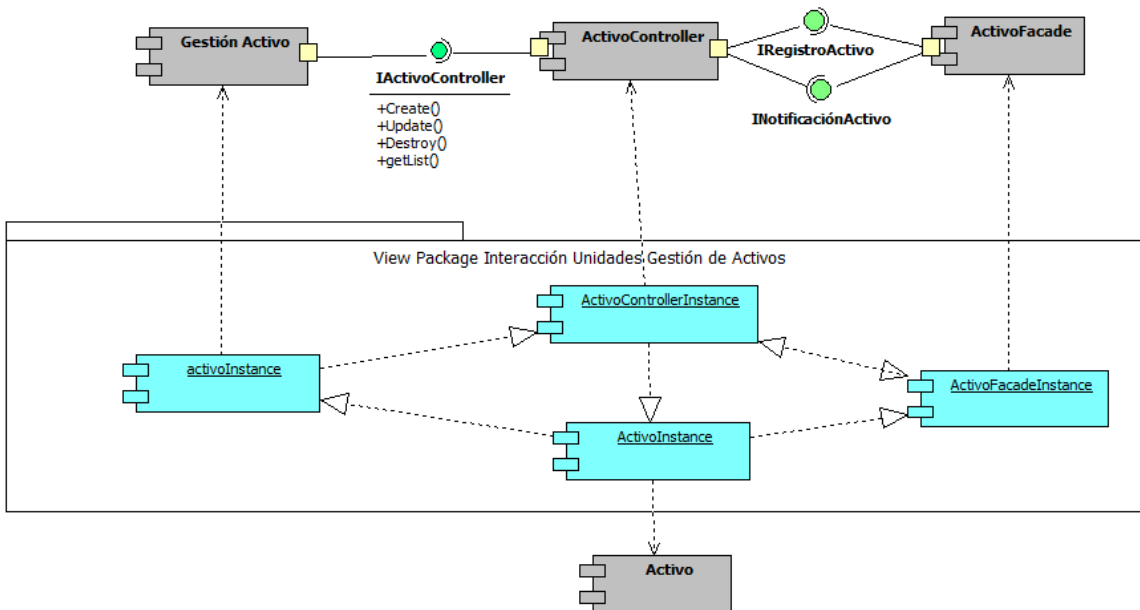 Gestión Activo
ActivoController
ActivoFacade
IRegistroActivo
IActivoController
+Create()
+Update()
+Destroy()
+getList()
INotificaciónActivo
View Package Interacción Unidades Gestión de Activos
ActivoControllerInstance
activoInstance
ActivoFacadeInstance
ActivoInstance
Activo